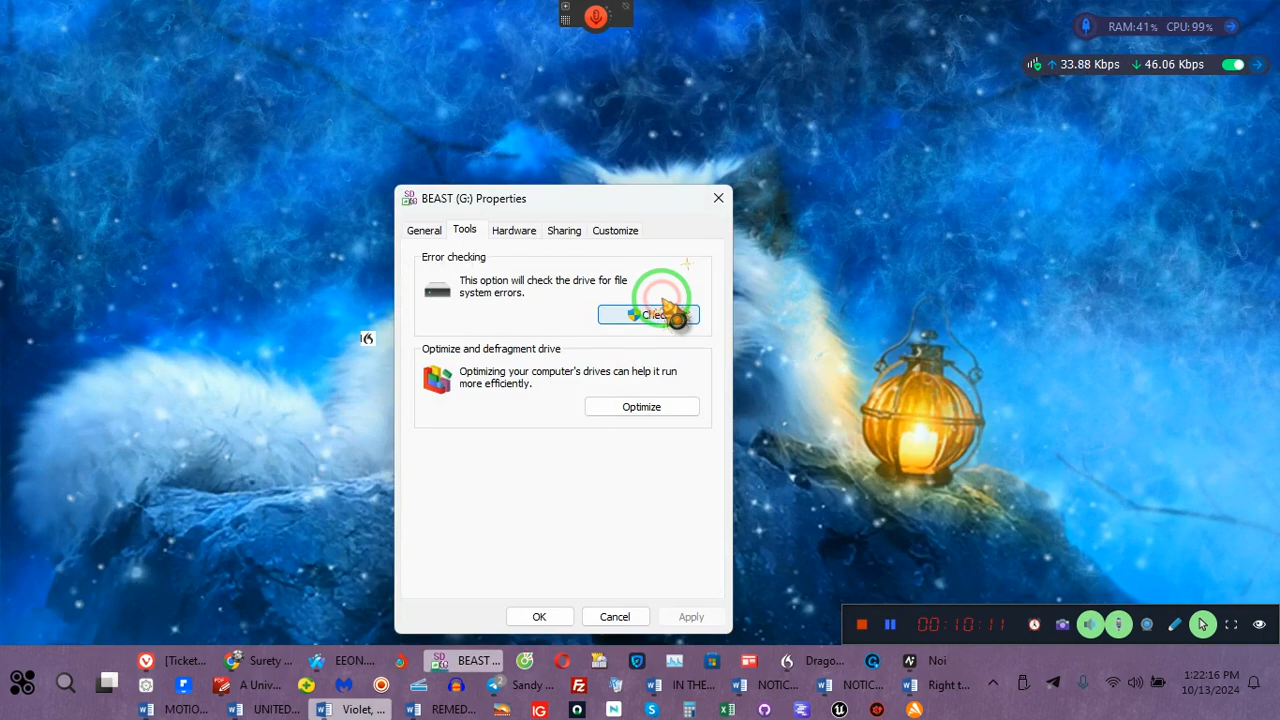 RAM:41% CPU:99%
33.88 Kbps 46.06 Kbps
BEAST (G:) Properties
General Tools Hardware Sharing Customize
Error checking
This option will check the drive for file
system errors.
Optimize and defragment drive
Optimizing your computer's drives can help it run
more efficiently.
Optimize
OK Cancel Apply
00:10:11
[Ticket... Surety ... EEON.... BEAST ... Drago... Noi
A Univ... Sandy ... IN THE... NOTIC... NOTIC... Right t...
MOTIO... UNITED... Violet, ... REMED...
1:22:16 PM
10/13/2024